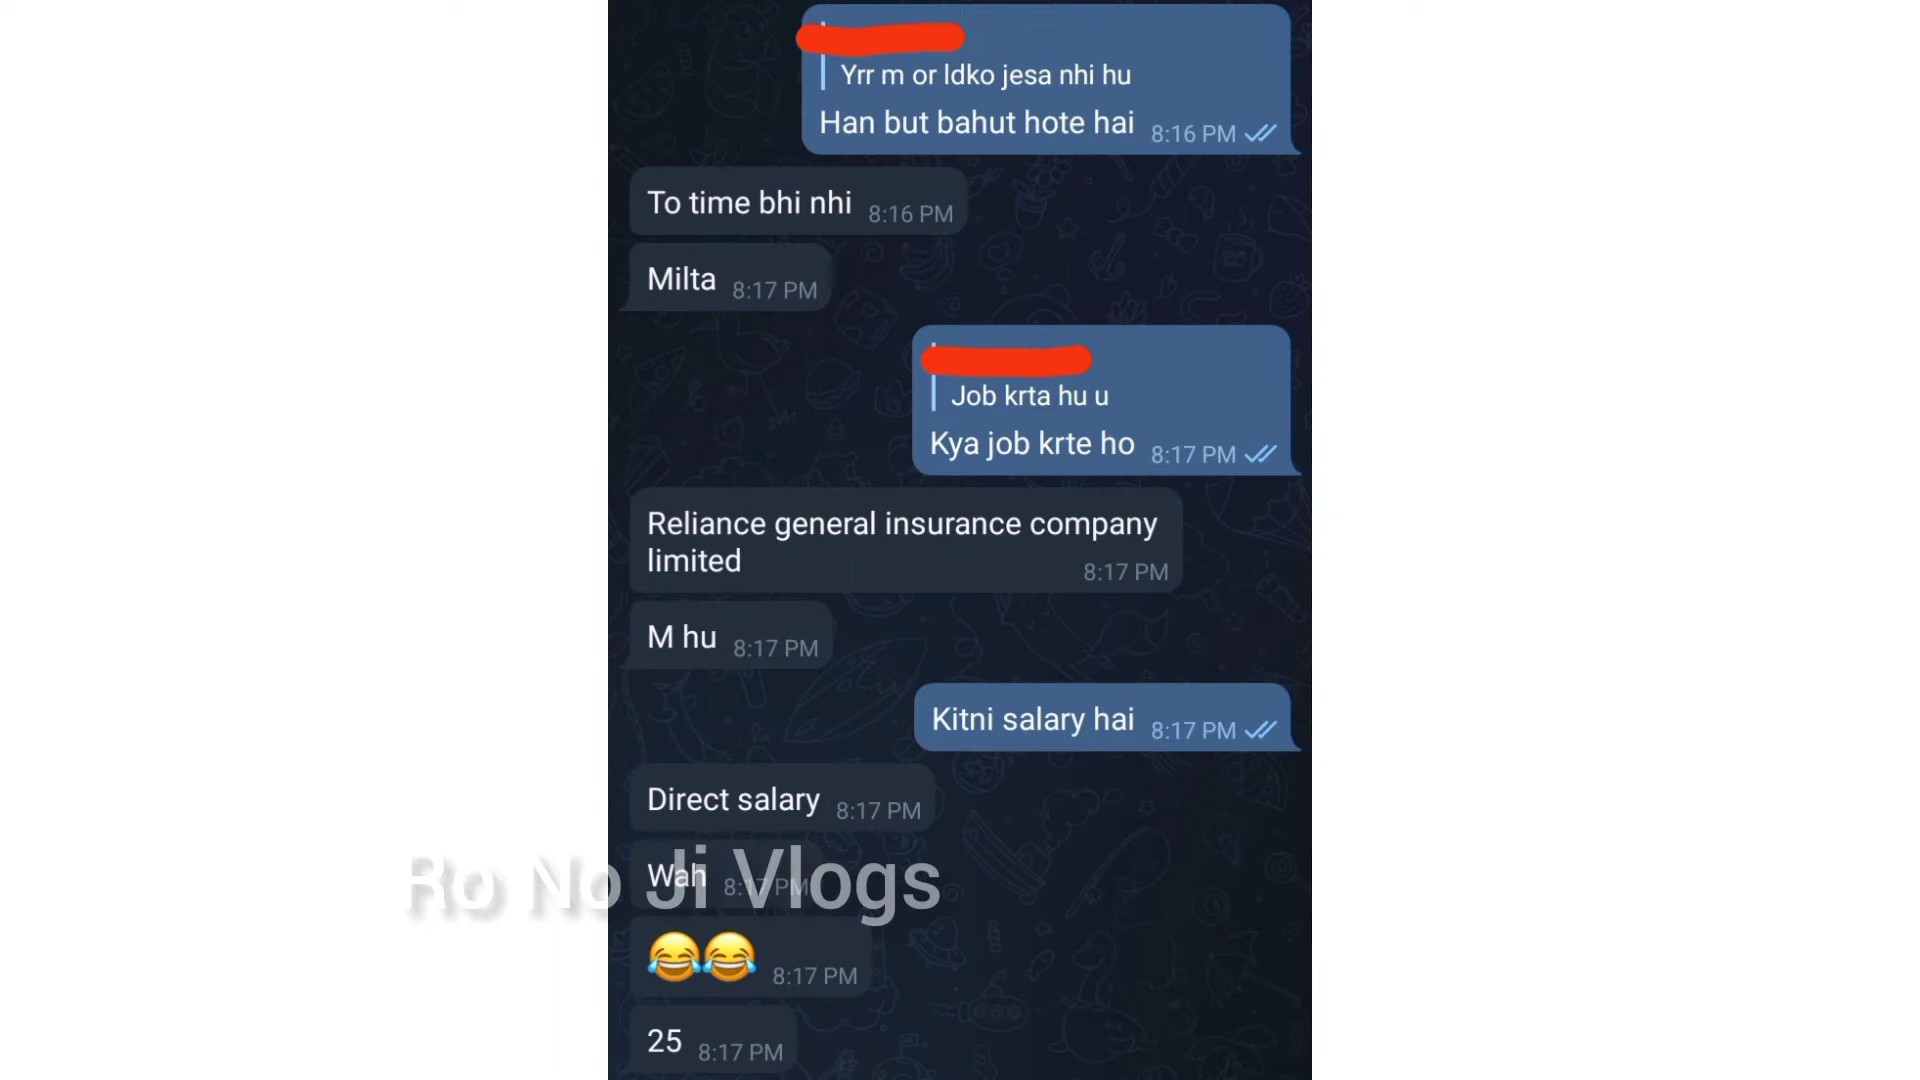 Yrr m or ldko jesa nhi hu
Han but bahut hote hai 8:16 PM
To time bhi nhi 8:16 PM
Milta 8:17 PM
Job krta hu u
Kya job krte ho 8:17 PM
Reliance general insurance company
limited 8:17 PM
M hu 8:17 PM
Kitni salary hai 8:17 PM
Direct salary 8:17 PM
Wah 8:17 PM
Ro No Ji Vlogs
😂😂 8:17 PM
25 8:17 PM